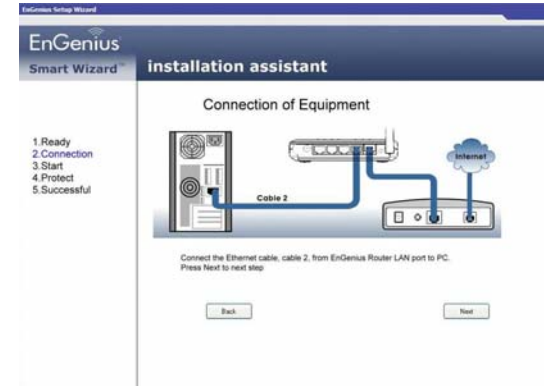 EnGenius Setup Wizard
EnGenius
Smart Wizard™
installation assistant
Connection of Equipment
1.Ready
2.Connection
3.Start
4.Protect
5.Successful
Internet
Cable 2
Connect the Ethernet cable, cable 2, from EnGenius Router LAN port to PC.
Press Next to next step
Back
Next